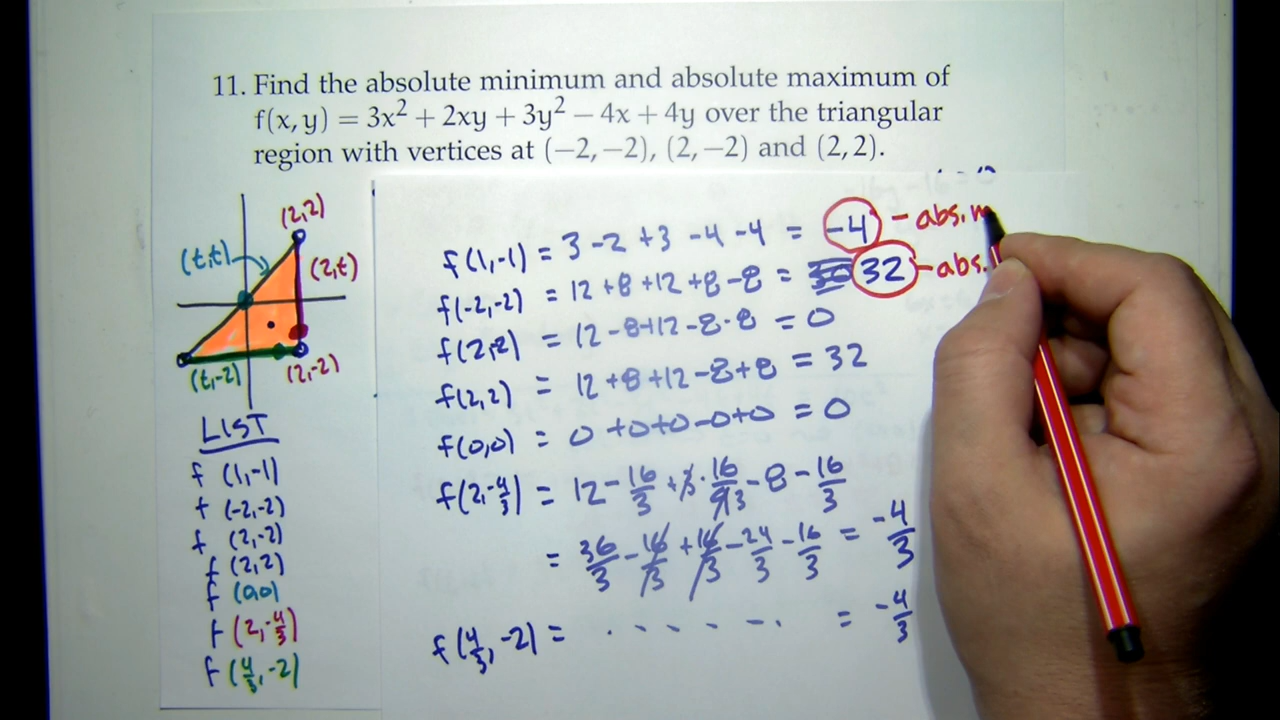 11. Find the absolute minimum and absolute maximum of
f(x, y) = 3x² + 2xy + 3y² − 4x + 4y over the triangular
region with vertices at (−2, −2), (2, −2) and (2, 2).
(2,2)
(t,t)
(2,t)
(t,-2)
(2,-2)
LIST
f (1,-1)
f (-2,-2)
f (2,-2)
f (2,2)
f (0,0)
f (2,-4/3)
f (4/3,-2)
f(1,-1) = 3 -2 +3 -4 -4 = -4 - abs. m
f(-2,-2) = 12 +8 +12 +8 -8 = 32 - abs.
f(2,-2) = 12 -8+12 -8 -8 = 0
f(2,2) = 12 +8 +12 -8+8 = 32
f(0,0) = 0 +0+0-0+0 = 0
f(2,-4/3) = 12 - 16/3 + 3 · 16/9 3 - 8 - 16/3
= 36/3 - 16/3 + 16/3 - 24/3 - 16/3 = -4/3
f(4/3,-2) = . - - - - - . = -4/3